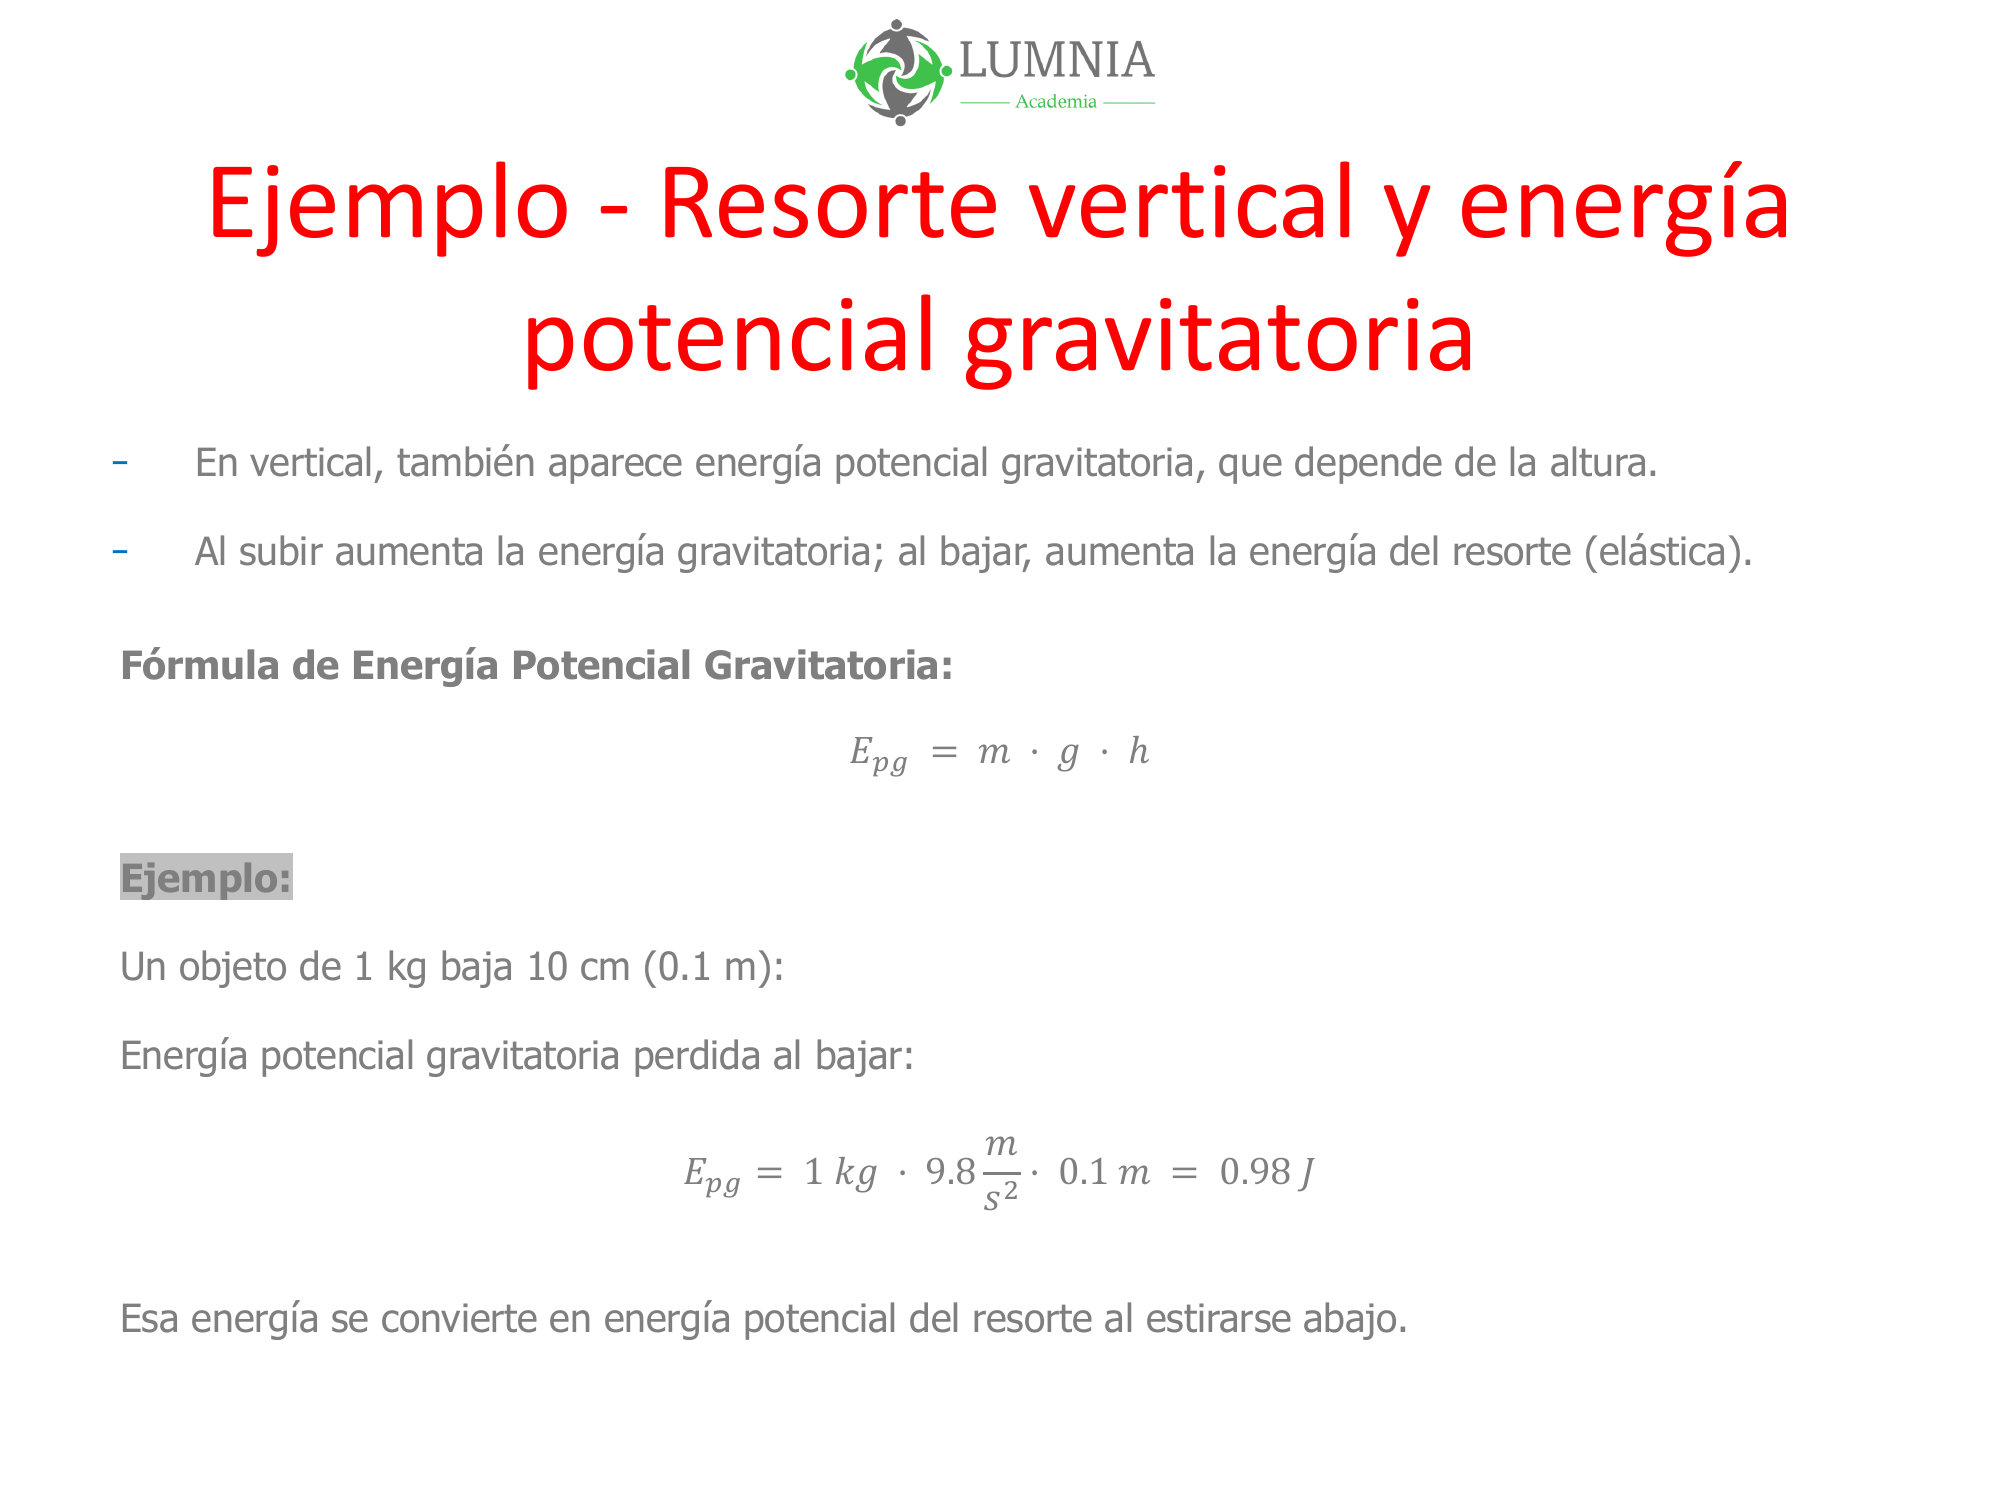 LUMNIA
Academia
Ejemplo - Resorte vertical y energía
potencial gravitatoria
- En vertical, también aparece energía potencial gravitatoria, que depende de la altura.
- Al subir aumenta la energía gravitatoria; al bajar, aumenta la energía del resorte (elástica).
Fórmula de Energía Potencial Gravitatoria:
E_{pg} = m · g · h
Ejemplo:
Un objeto de 1 kg baja 10 cm (0.1 m):
Energía potencial gravitatoria perdida al bajar:
E_{pg} = 1 kg · 9.8 \frac{m}{s^2} · 0.1 m = 0.98 J
Esa energía se convierte en energía potencial del resorte al estirarse abajo.